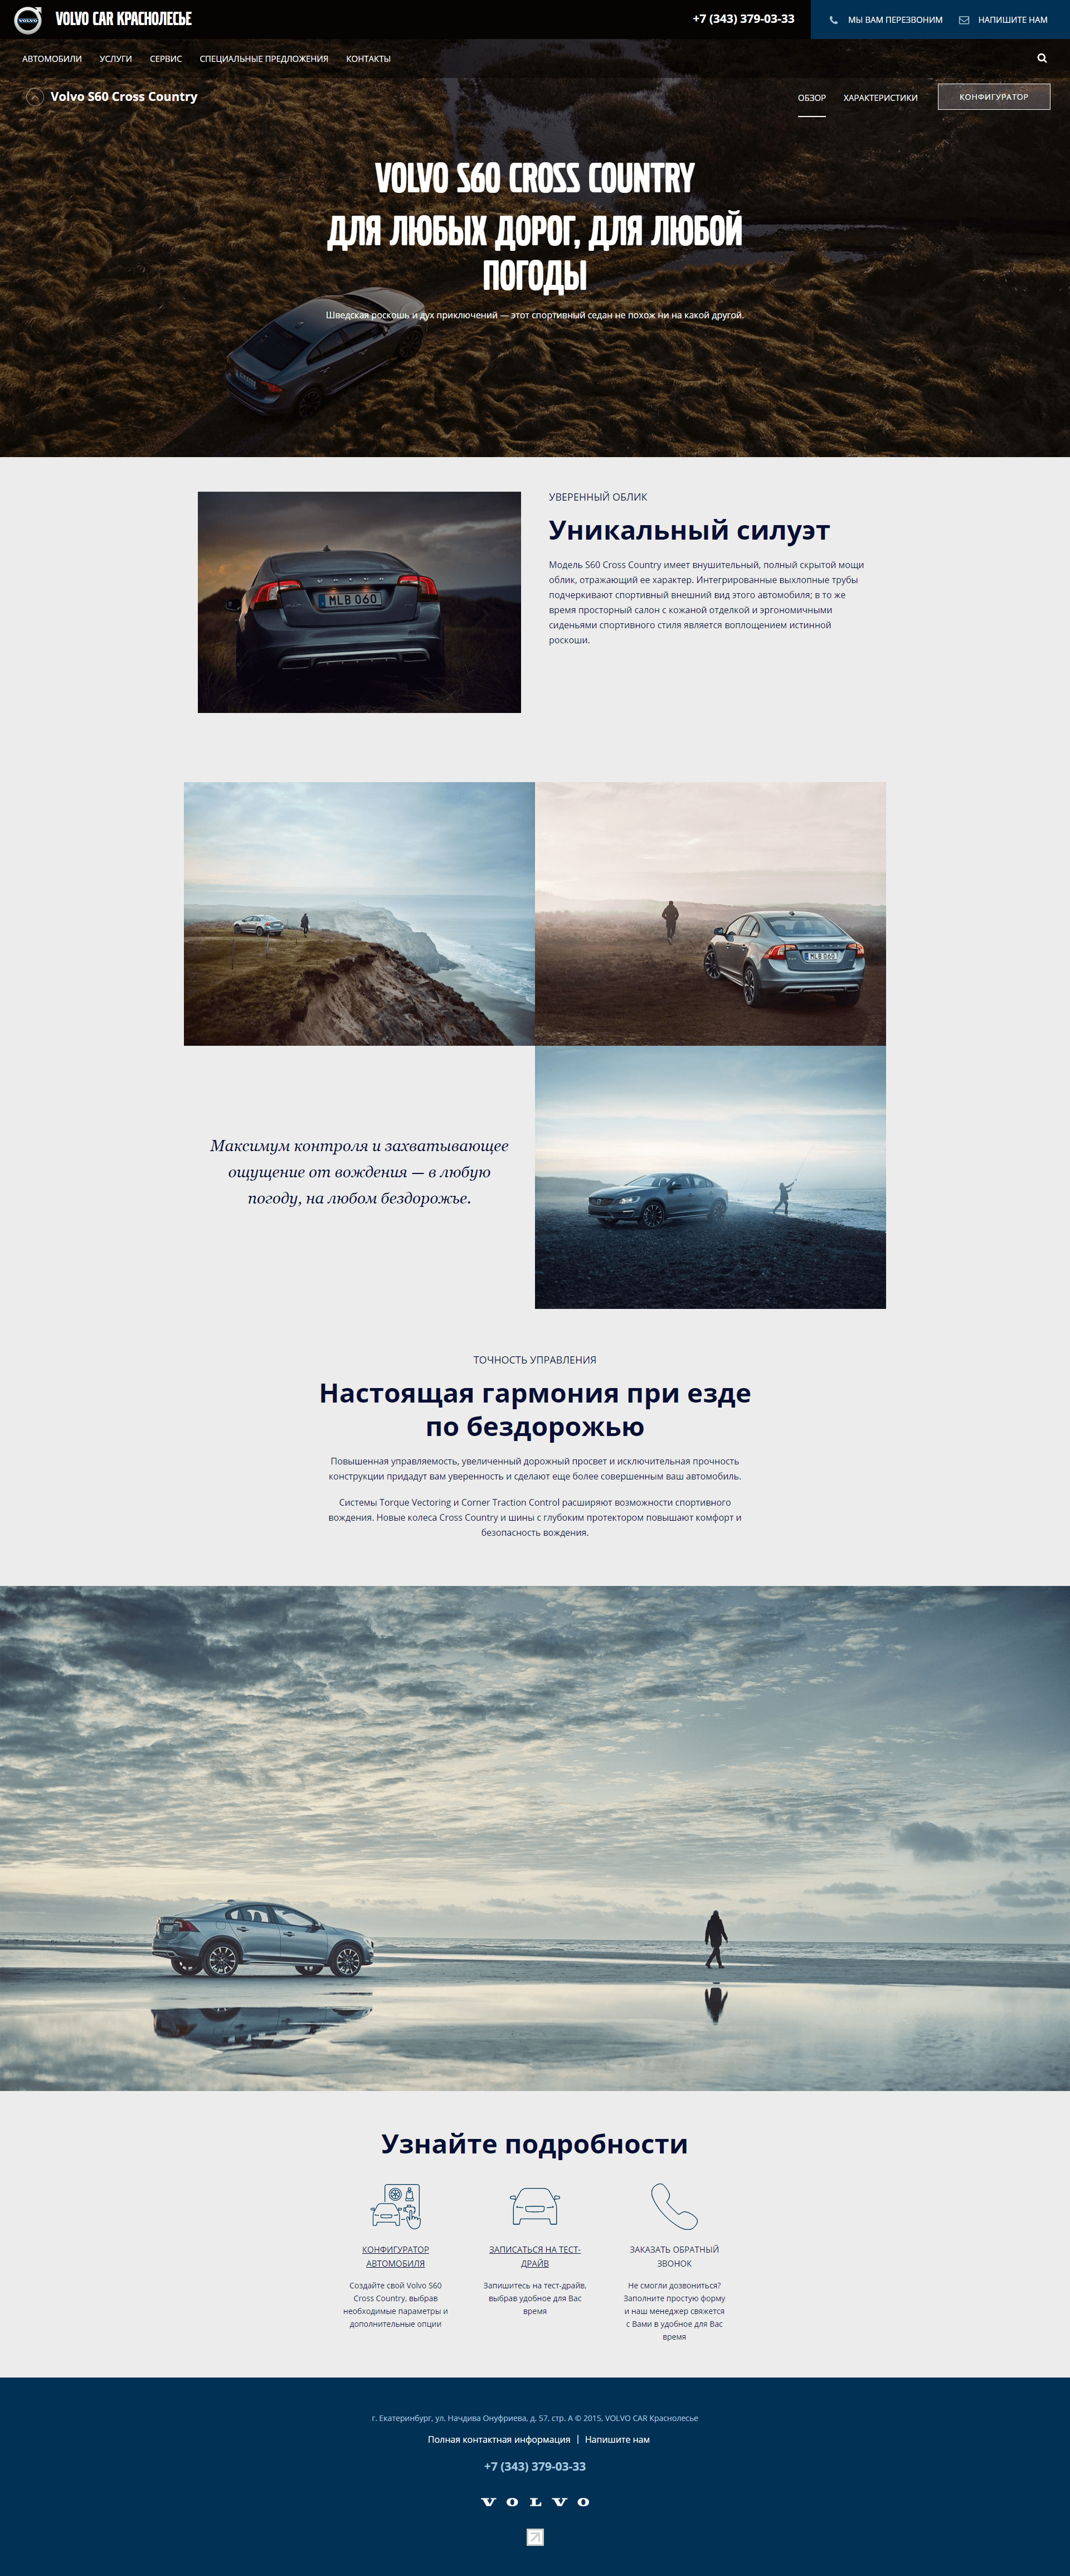 VOLVO
VOLVO CAR КРАСНОЛЕСЬЕ
+7 (343) 379-03-33
МЫ ВАМ ПЕРЕЗВОНИМ
НАПИШИТЕ НАМ
АВТОМОБИЛИ
УСЛУГИ
СЕРВИС
СПЕЦИАЛЬНЫЕ ПРЕДЛОЖЕНИЯ
КОНТАКТЫ
Volvo S60 Cross Country
ОБЗОР
ХАРАКТЕРИСТИКИ
КОНФИГУРАТОР
VOLVO S60 CROSS COUNTRY
ДЛЯ ЛЮБЫХ ДОРОГ, ДЛЯ ЛЮБОЙ
ПОГОДЫ
Шведская роскошь и дух приключений — этот спортивный седан не похож ни на какой другой.
VOLVO
MLB 060
УВЕРЕННЫЙ ОБЛИК
Уникальный силуэт
Модель S60 Cross Country имеет внушительный, полный скрытой мощи
облик, отражающий ее характер. Интегрированные выхлопные трубы
подчеркивают спортивный внешний вид этого автомобиля; в то же
время просторный салон с кожаной отделкой и эргономичными
сиденьями спортивного стиля является воплощением истинной
роскоши.
MLB 060
Максимум контроля и захватывающее
ощущение от вождения — в любую
погоду, на любом бездорожье.
ТОЧНОСТЬ УПРАВЛЕНИЯ
Настоящая гармония при езде
по бездорожью
Повышенная управляемость, увеличенный дорожный просвет и исключительная прочность
конструкции придадут вам уверенность и сделают еще более совершенным ваш автомобиль.
Системы Torque Vectoring и Corner Traction Control расширяют возможности спортивного
вождения. Новые колеса Cross Country и шины с глубоким протектором повышают комфорт и
безопасность вождения.
Узнайте подробности
КОНФИГУРАТОР
АВТОМОБИЛЯ
Создайте свой Volvo S60
Cross Country, выбрав
необходимые параметры и
дополнительные опции
ЗАПИСАТЬСЯ НА ТЕСТ-
ДРАЙВ
Запишитесь на тест-драйв,
выбрав удобное для Вас
время
ЗАКАЗАТЬ ОБРАТНЫЙ
ЗВОНОК
Не смогли дозвониться?
Заполните простую форму
и наш менеджер свяжется
с Вами в удобное для Вас
время
г. Екатеринбург, ул. Начдива Онуфриева, д. 57, стр. А © 2015, VOLVO CAR Краснолесье
Полная контактная информация | Напишите нам
+7 (343) 379-03-33
VOLVO